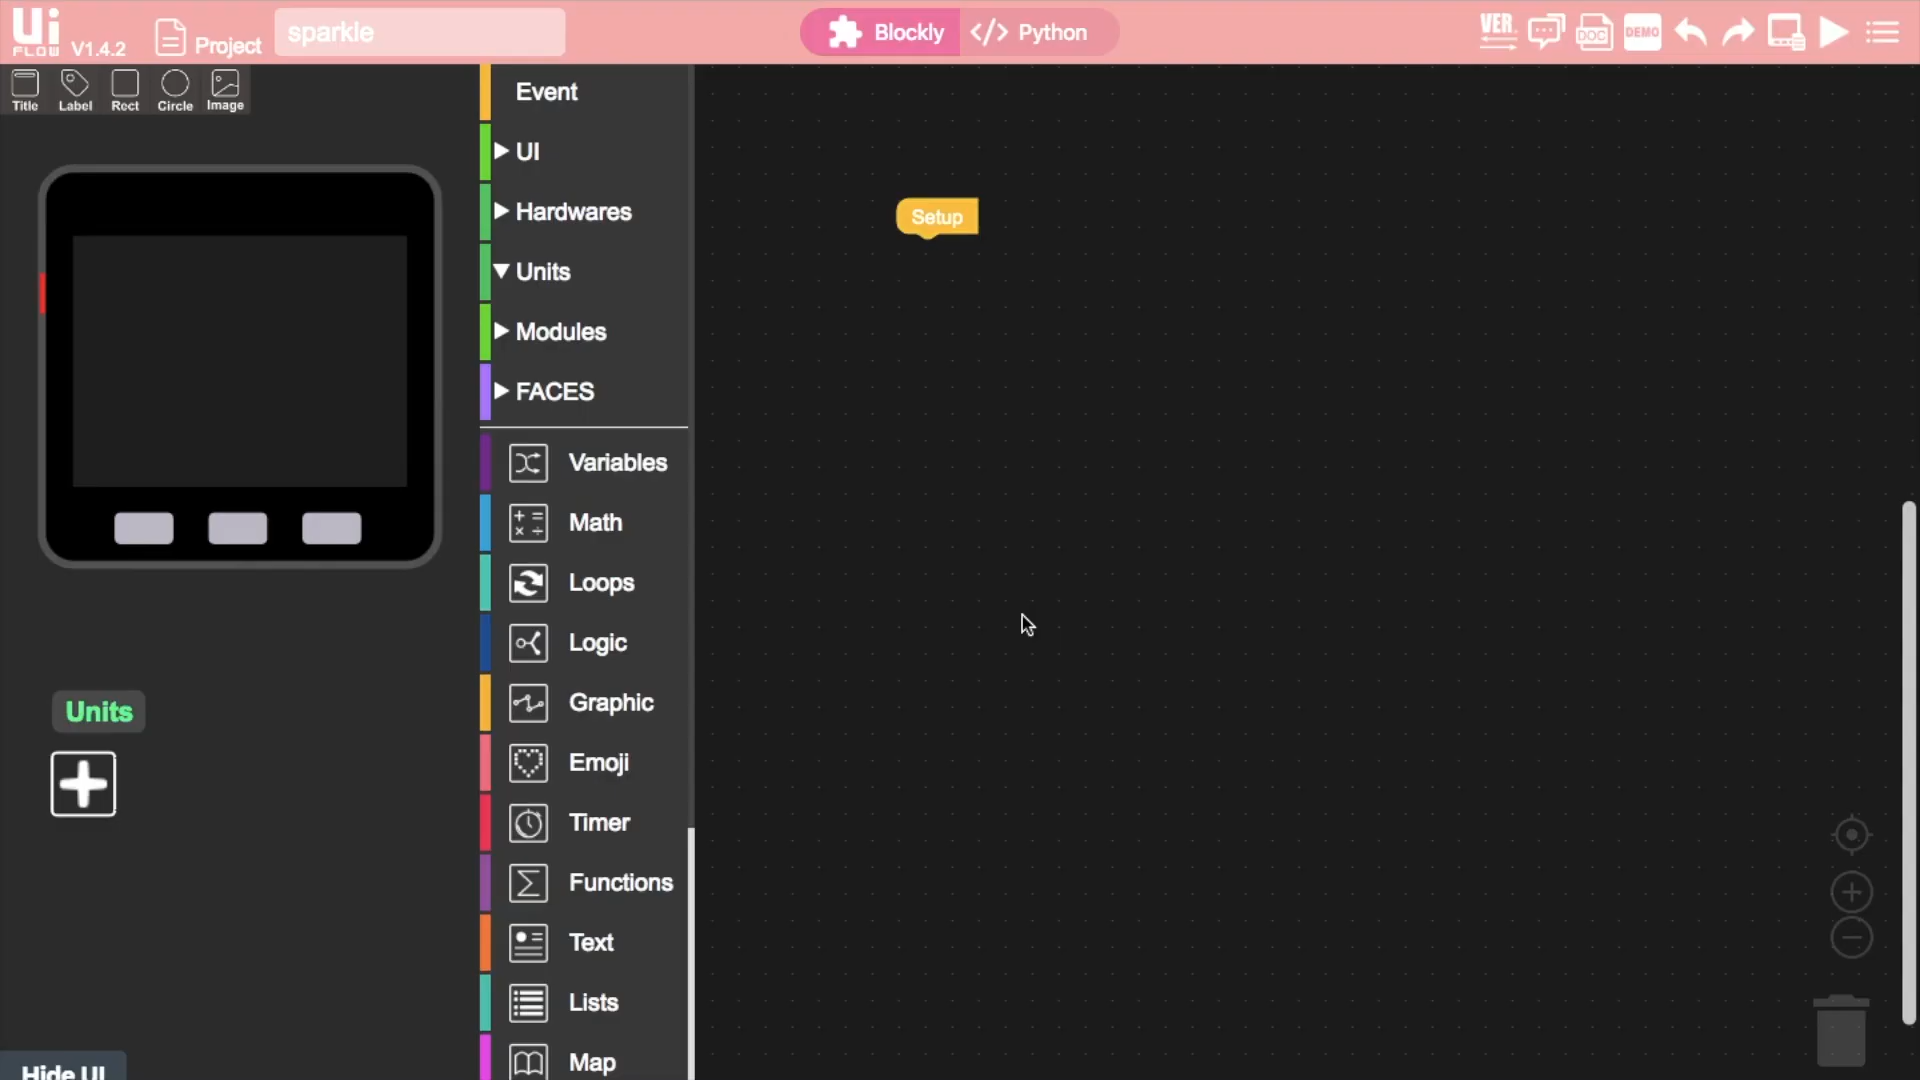 Ui
FLOW V1.4.2
Project
sparkle
Blockly
</> Python
VER.
DOC
DEMO
Title
Label
Rect
Circle
Image
Event
UI
Hardwares
Units
Modules
FACES
Variables
Math
Loops
Logic
Graphic
Emoji
Timer
Functions
Text
Lists
Map
Setup
Units
Hide UI